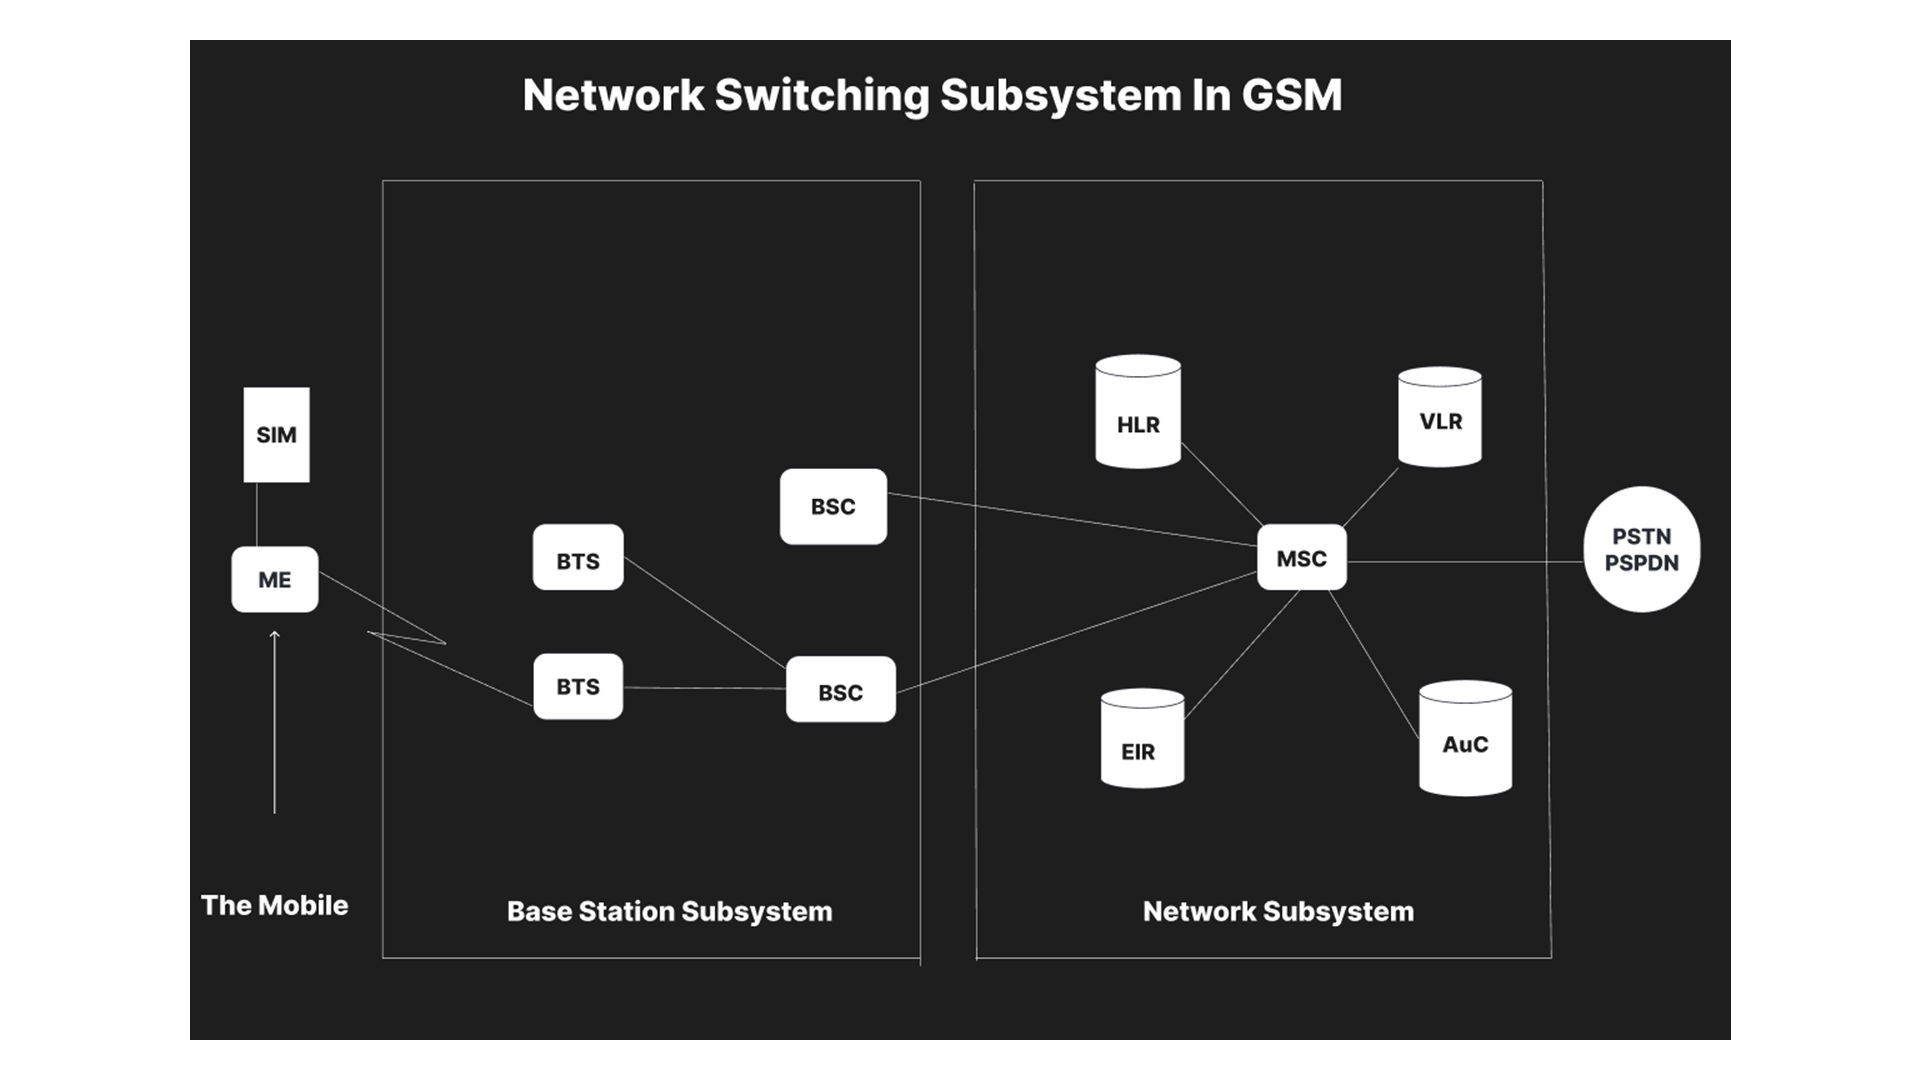 Network Switching Subsystem In GSM
SIM
ME
The Mobile
BTS
BTS
BSC
BSC
Base Station Subsystem
HLR
VLR
MSC
EIR
AuC
Network Subsystem
PSTN
PSPDN